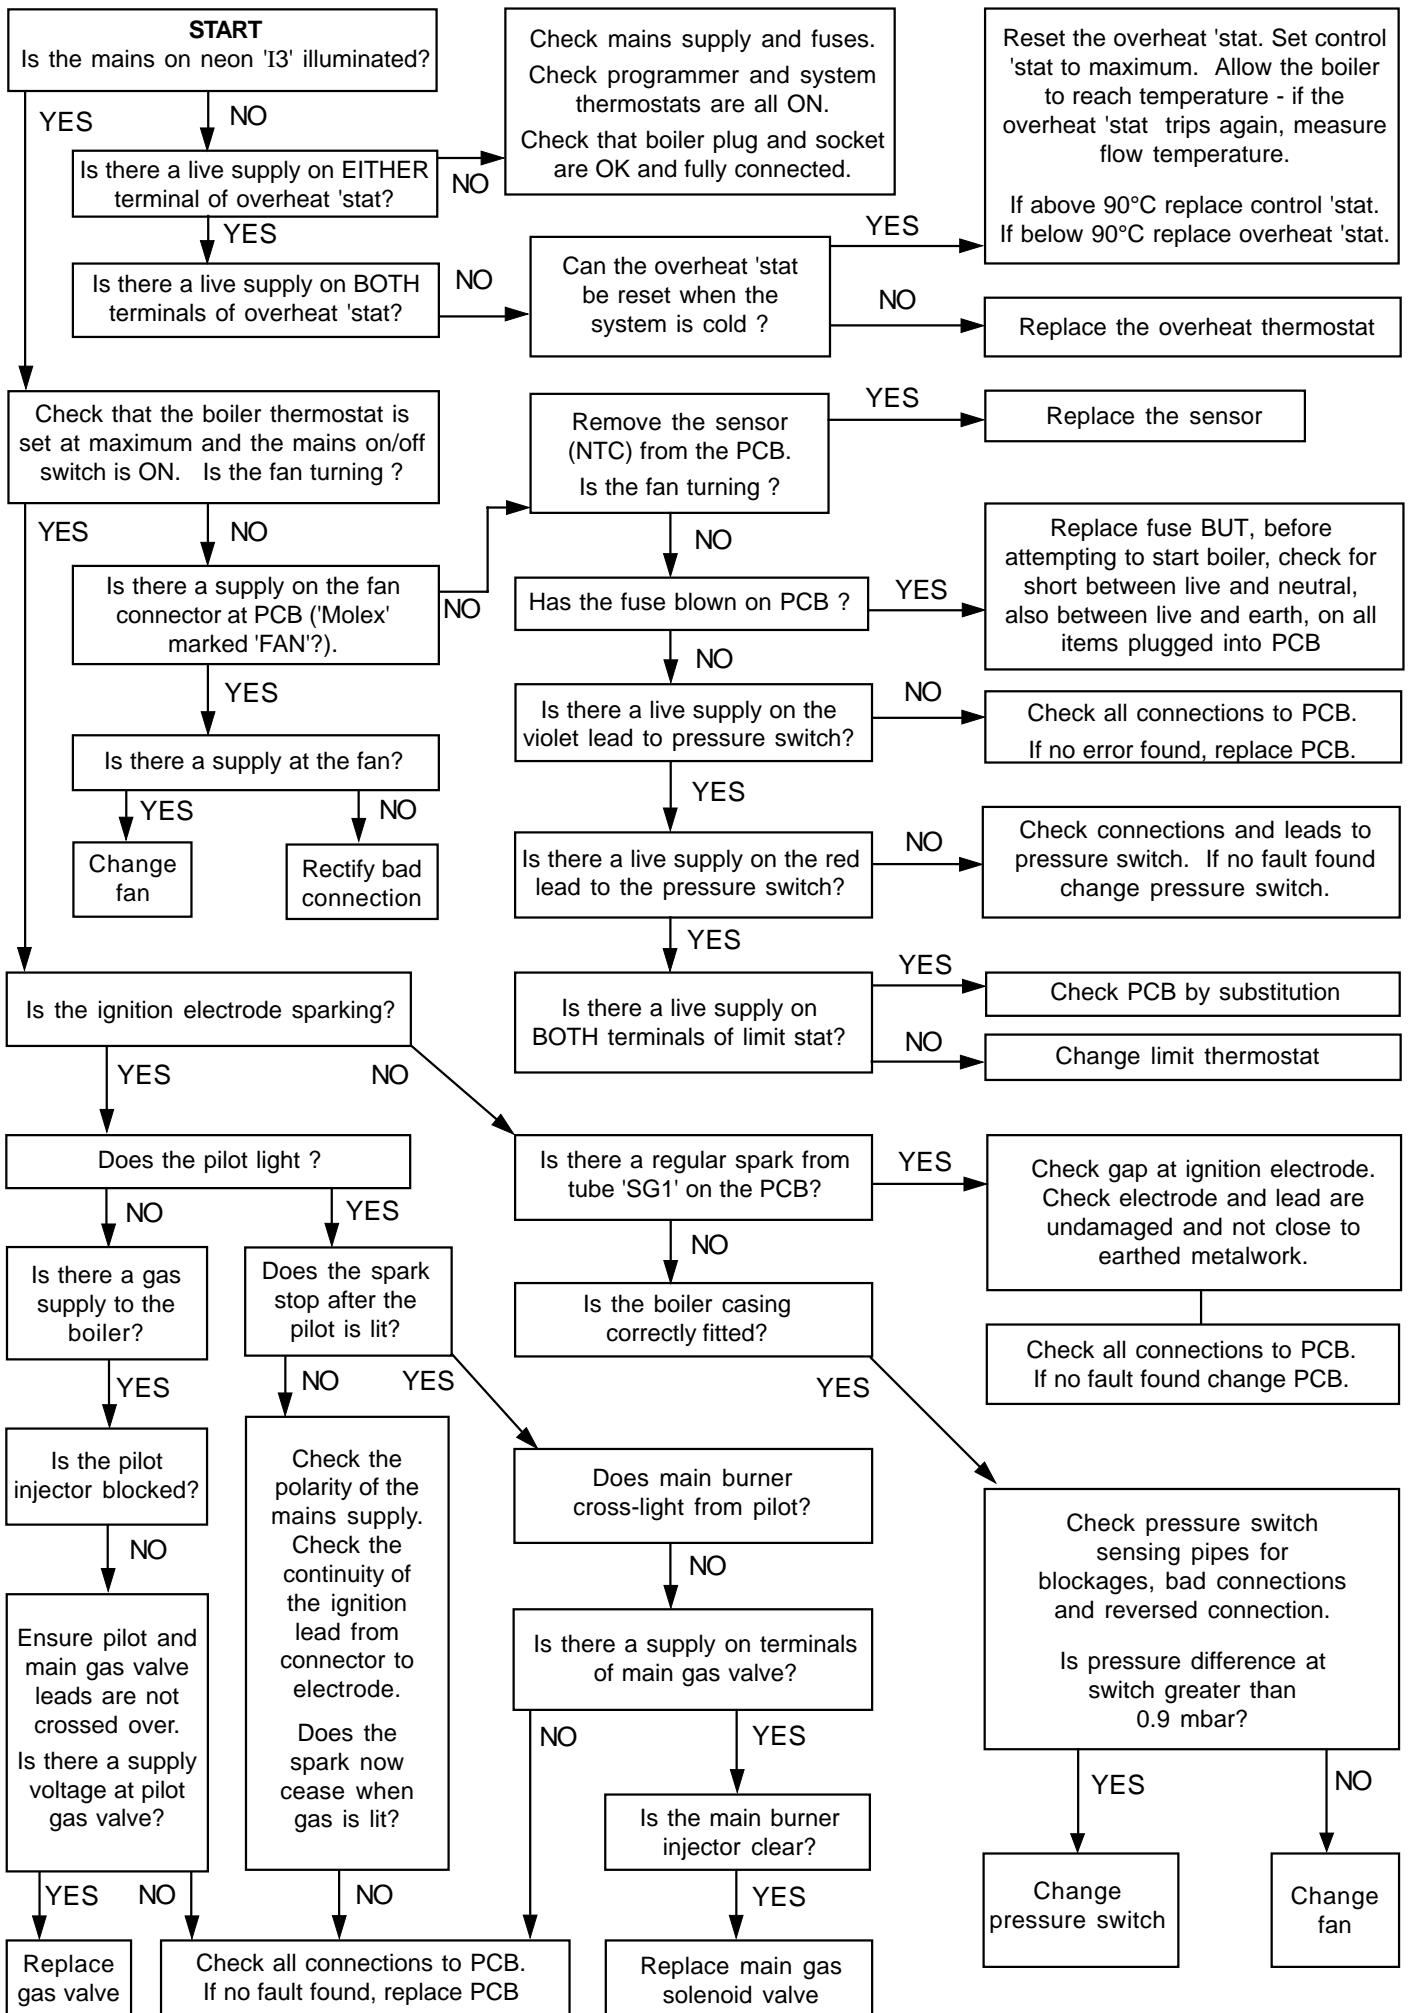 START
Is the mains on neon 'I3' illuminated?
YES
NO
Is there a live supply on EITHER
terminal of overheat 'stat?
NO
Check mains supply and fuses.
Check programmer and system
thermostats are all ON.
Check that boiler plug and socket
are OK and fully connected.
YES
Is there a live supply on BOTH
terminals of overheat 'stat?
NO
Can the overheat 'stat
be reset when the
system is cold ?
YES
Reset the overheat 'stat. Set control
'stat to maximum. Allow the boiler
to reach temperature - if the
overheat 'stat trips again, measure
flow temperature.
If above 90°C replace control 'stat.
If below 90°C replace overheat 'stat.
NO
Replace the overheat thermostat
Check that the boiler thermostat is
set at maximum and the mains on/off
switch is ON. Is the fan turning ?
YES
NO
Is there a supply on the fan
connector at PCB ('Molex'
marked 'FAN'?).
NO
YES
Is there a supply at the fan?
YES
NO
Change
fan
Rectify bad
connection
Remove the sensor
(NTC) from the PCB.
Is the fan turning ?
YES
Replace the sensor
NO
Has the fuse blown on PCB ?
YES
Replace fuse BUT, before
attempting to start boiler, check for
short between live and neutral,
also between live and earth, on all
items plugged into PCB
NO
Is there a live supply on the
violet lead to pressure switch?
NO
Check all connections to PCB.
If no error found, replace PCB.
YES
Is there a live supply on the red
lead to the pressure switch?
NO
Check connections and leads to
pressure switch. If no fault found
change pressure switch.
YES
Is there a live supply on
BOTH terminals of limit stat?
YES
Check PCB by substitution
NO
Change limit thermostat
Is the ignition electrode sparking?
YES
NO
Does the pilot light ?
NO
YES
Is there a regular spark from
tube 'SG1' on the PCB?
YES
Check gap at ignition electrode.
Check electrode and lead are
undamaged and not close to
earthed metalwork.
Check all connections to PCB.
If no fault found change PCB.
NO
Is the boiler casing
correctly fitted?
YES
Is there a gas
supply to the
boiler?
YES
Is the pilot
injector blocked?
NO
Ensure pilot and
main gas valve
leads are not
crossed over.
Is there a supply
voltage at pilot
gas valve?
YES
NO
Replace
gas valve
Does the spark
stop after the
pilot is lit?
NO
YES
Check the
polarity of the
mains supply.
Check the
continuity of
the ignition
lead from
connector to
electrode.
Does the
spark now
cease when
gas is lit?
NO
Check all connections to PCB.
If no fault found, replace PCB
Does main burner
cross-light from pilot?
NO
Is there a supply on terminals
of main gas valve?
NO
YES
Is the main burner
injector clear?
YES
Replace main gas
solenoid valve
Check pressure switch
sensing pipes for
blockages, bad connections
and reversed connection.
Is pressure difference at
switch greater than
0.9 mbar?
YES
NO
Change
pressure switch
Change
fan